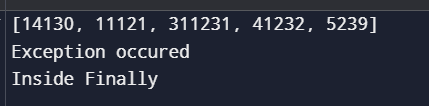 [14130, 11121, 311231, 41232, 5239]
Exception occured
Inside Finally